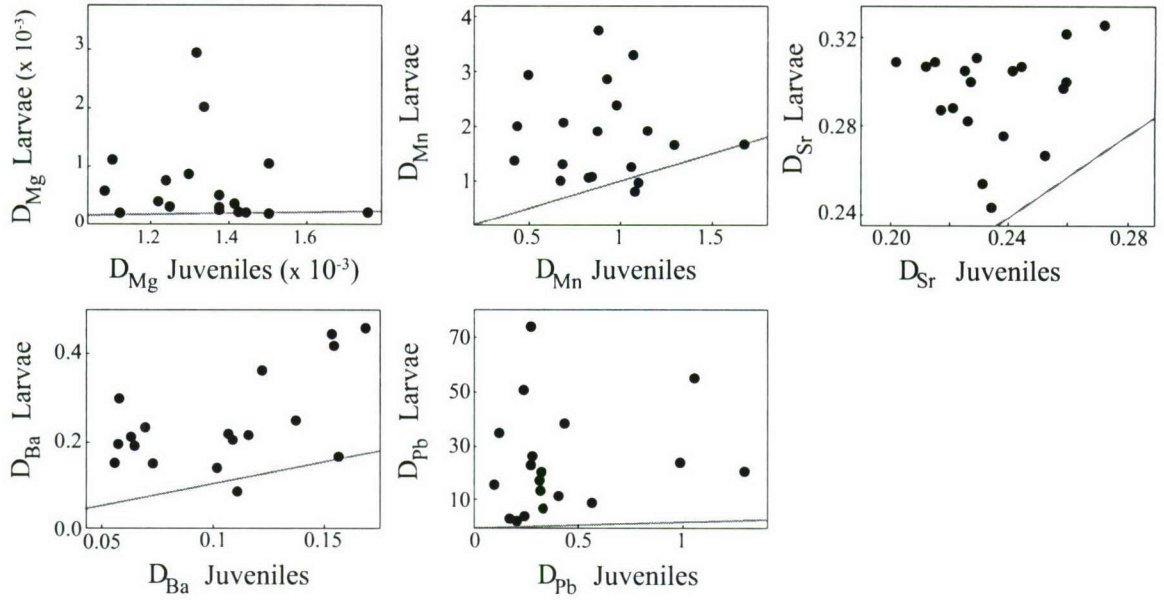 D_Mg Larvae (x 10^-3)
3
2
1
0
1.2 1.4 1.6
D_Mg Juveniles (x 10^-3)
D_Mn Larvae
4
3
2
1
0.5 1 1.5
D_Mn Juveniles
D_Sr Larvae
0.32
0.28
0.24
0.20 0.24 0.28
D_Sr Juveniles
D_Ba Larvae
0.4
0.2
0.0
0.05 0.1 0.15
D_Ba Juveniles
D_Pb Larvae
70
50
30
10
0 0.5 1
D_Pb Juveniles